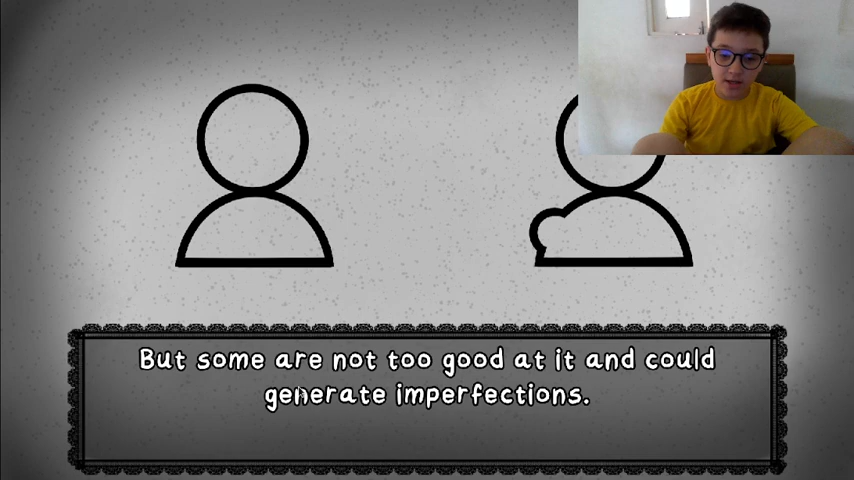 But some are not too good at it and could
generate imperfections.